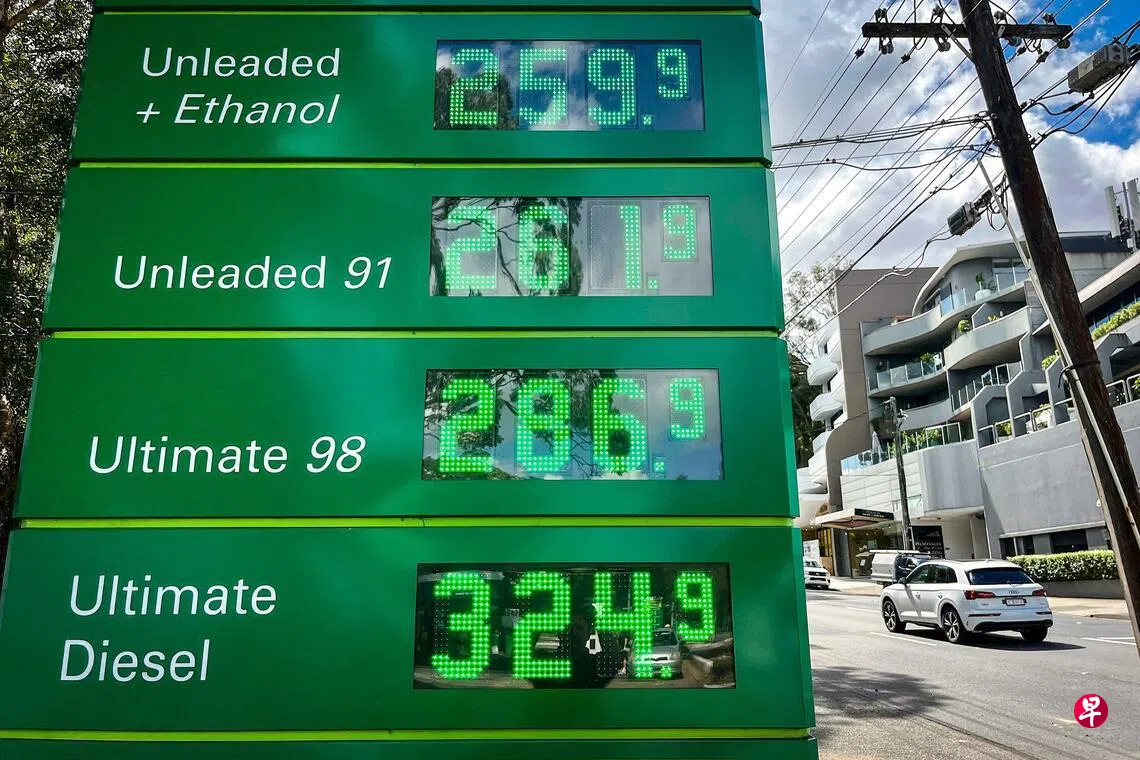 Unleaded
+ Ethanol
259.9
Unleaded 91
261.9
Ultimate 98
286.9
Ultimate
Diesel
324.9
早